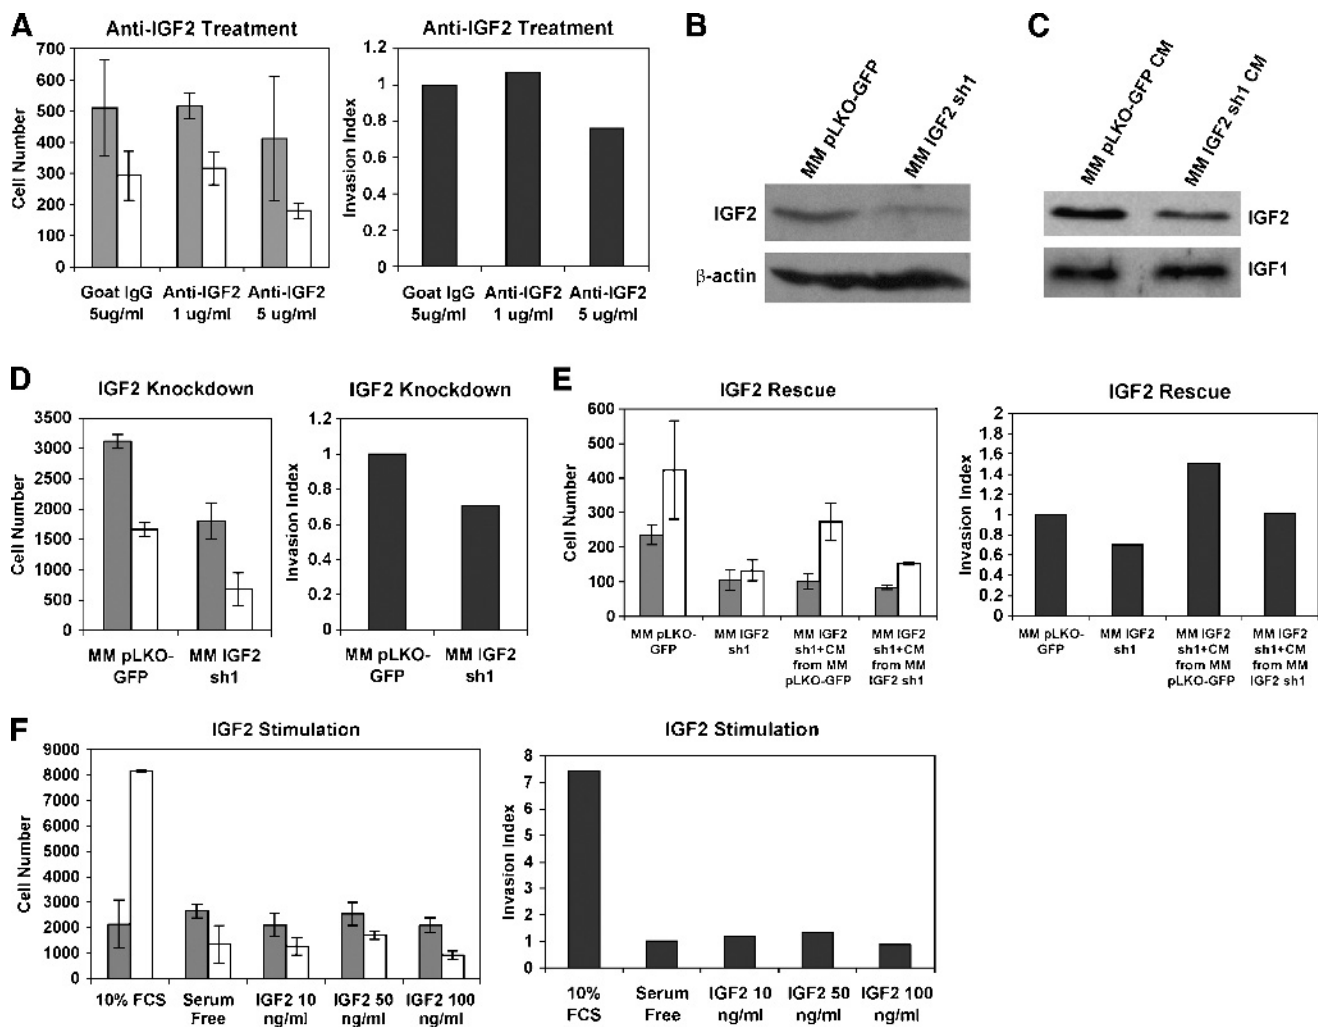 A
Anti-IGF2 Treatment
700
600
500
400
300
200
100
0
Cell Number
Goat IgG
5ug/ml
Anti-IGF2
1 ug/ml
Anti-IGF2
5 ug/ml
Anti-IGF2 Treatment
1.2
1
0.8
0.6
0.4
0.2
0
Invasion Index
Goat IgG
5ug/ml
Anti-IGF2
1 ug/ml
Anti-IGF2
5 ug/ml
B
MM pLKO-GFP
MM IGF2 sh1
IGF2
β-actin
C
MM pLKO-GFP CM
MM IGF2 sh1 CM
IGF2
IGF1
D
IGF2 Knockdown
3500
3000
2500
2000
1500
1000
500
0
Cell Number
MM pLKO-
GFP
MM IGF2
sh1
IGF2 Knockdown
1.2
1
0.8
0.6
0.4
0.2
0
Invasion Index
MM pLKO-
GFP
MM IGF2
sh1
E
IGF2 Rescue
600
500
400
300
200
100
0
Cell Number
MM pLKO-
GFP
MM IGF2
sh1
MM IGF2
sh1+CM
from MM
pLKO-GFP
MM IGF2
sh1+CM
from MM
IGF2 sh1
IGF2 Rescue
2
1.8
1.6
1.4
1.2
1
0.8
0.6
0.4
0.2
0
Invasion Index
MM pLKO-
GFP
MM IGF2
sh1
MM IGF2
sh1+CM
from MM
pLKO-GFP
MM IGF2
sh1+CM
from MM
IGF2 sh1
F
IGF2 Stimulation
9000
8000
7000
6000
5000
4000
3000
2000
1000
0
Cell Number
10% FCS
Serum
Free
IGF2 10
ng/ml
IGF2 50
ng/ml
IGF2 100
ng/ml
IGF2 Stimulation
8
7
6
5
4
3
2
1
0
Invasion Index
10%
FCS
Serum
Free
IGF2 10
ng/ml
IGF2 50
ng/ml
IGF2 100
ng/ml